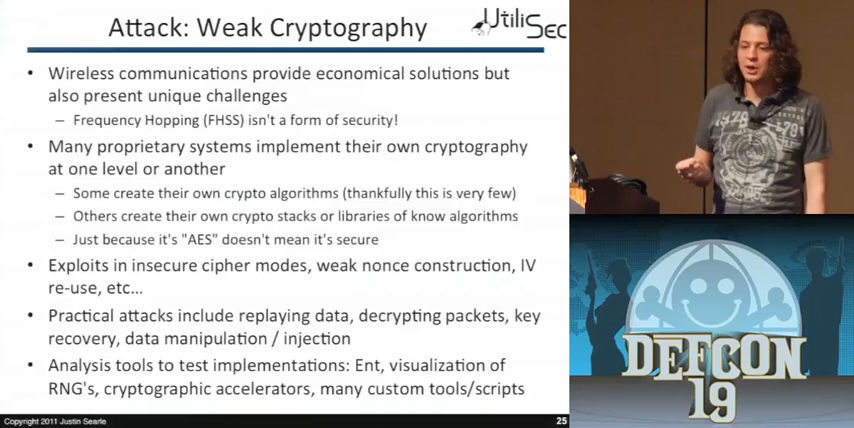 Attack: Weak Cryptography
UtiliSec
• Wireless communications provide economical solutions but
also present unique challenges
– Frequency Hopping (FHSS) isn't a form of security!
• Many proprietary systems implement their own cryptography
at one level or another
– Some create their own crypto algorithms (thankfully this is very few)
– Others create their own crypto stacks or libraries of know algorithms
– Just because it's "AES" doesn't mean it's secure
• Exploits in insecure cipher modes, weak nonce construction, IV
re-use, etc…
• Practical attacks include replaying data, decrypting packets, key
recovery, data manipulation / injection
• Analysis tools to test implementations: Ent, visualization of
RNG's, cryptographic accelerators, many custom tools/scripts
Copyright 2011 Justin Searle
25
DEFCON
19